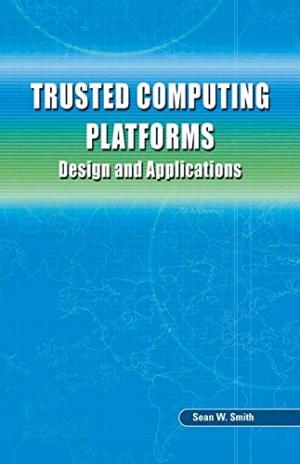 TRUSTED COMPUTING
PLATFORMS
Design and Applications
Sean W. Smith